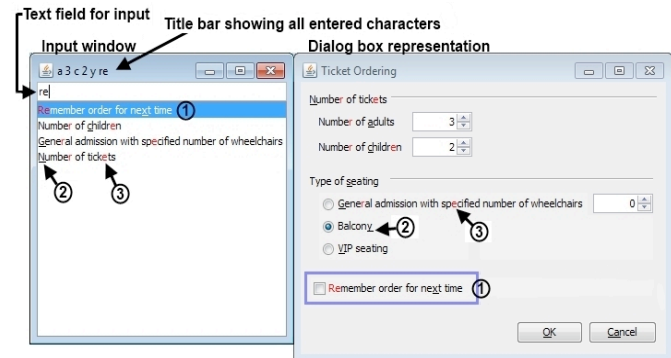 Text field for input
Title bar showing all entered characters
Input window
a 3 c 2 y re
re
Remember order for next time ①
Number of children
General admission with specified number of wheelchairs
Number of tickets
② ③
Dialog box representation
Ticket Ordering
Number of tickets
Number of adults 3
Number of children 2
Type of seating
General admission with specified number of wheelchairs 0
Balcony ② ③
VIP seating
Remember order for next time ①
OK Cancel